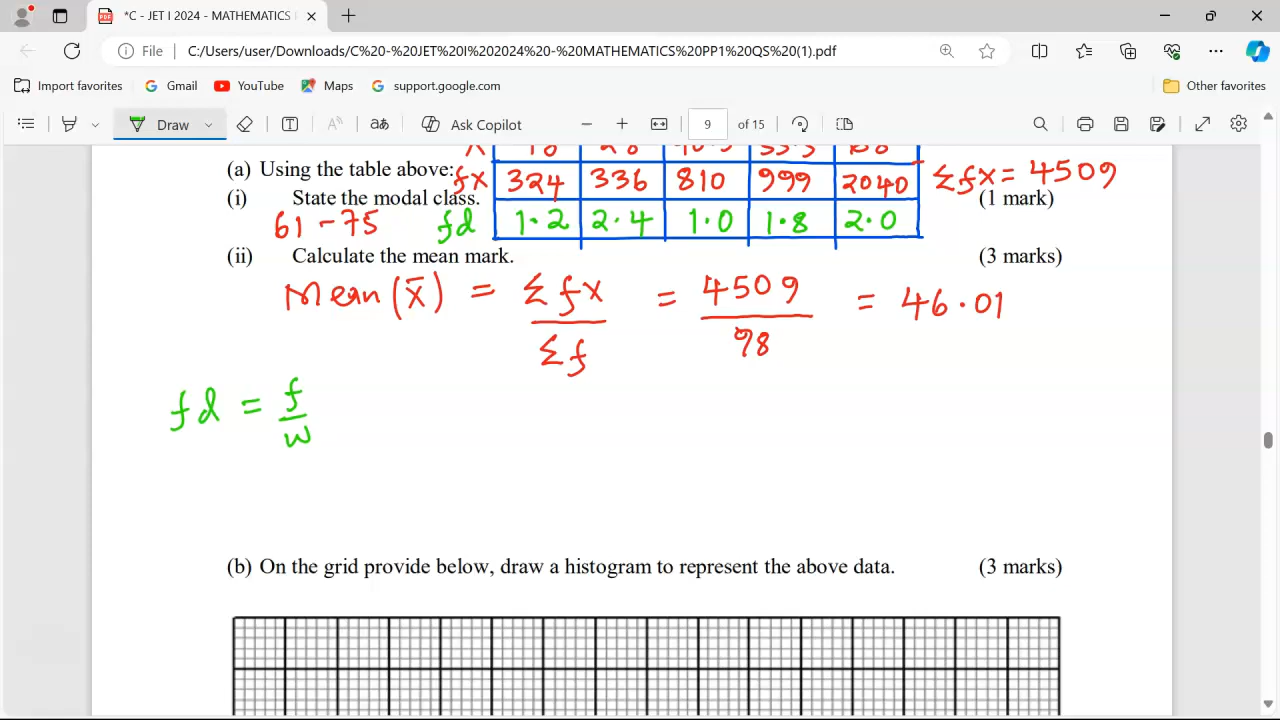 *C - JET I 2024 - MATHEMATICS
File C:/Users/user/Downloads/C%20-%20JET%20I%202024%20-%20MATHEMATICS%20PP1%20QS%20(1).pdf
Import favorites Gmail YouTube Maps support.google.com Other favorites
Draw Ask Copilot 9 of 15
(a) Using the table above: fx 324 336 810 999 2040 Σfx = 4509
(i) State the modal class. (1 mark)
61 - 75 fd 1.2 2.4 1.0 1.8 2.0
(ii) Calculate the mean mark. (3 marks)
Mean (x̄) = Σfx/Σf = 4509/98 = 46.01
fd = f/w
(b) On the grid provide below, draw a histogram to represent the above data. (3 marks)